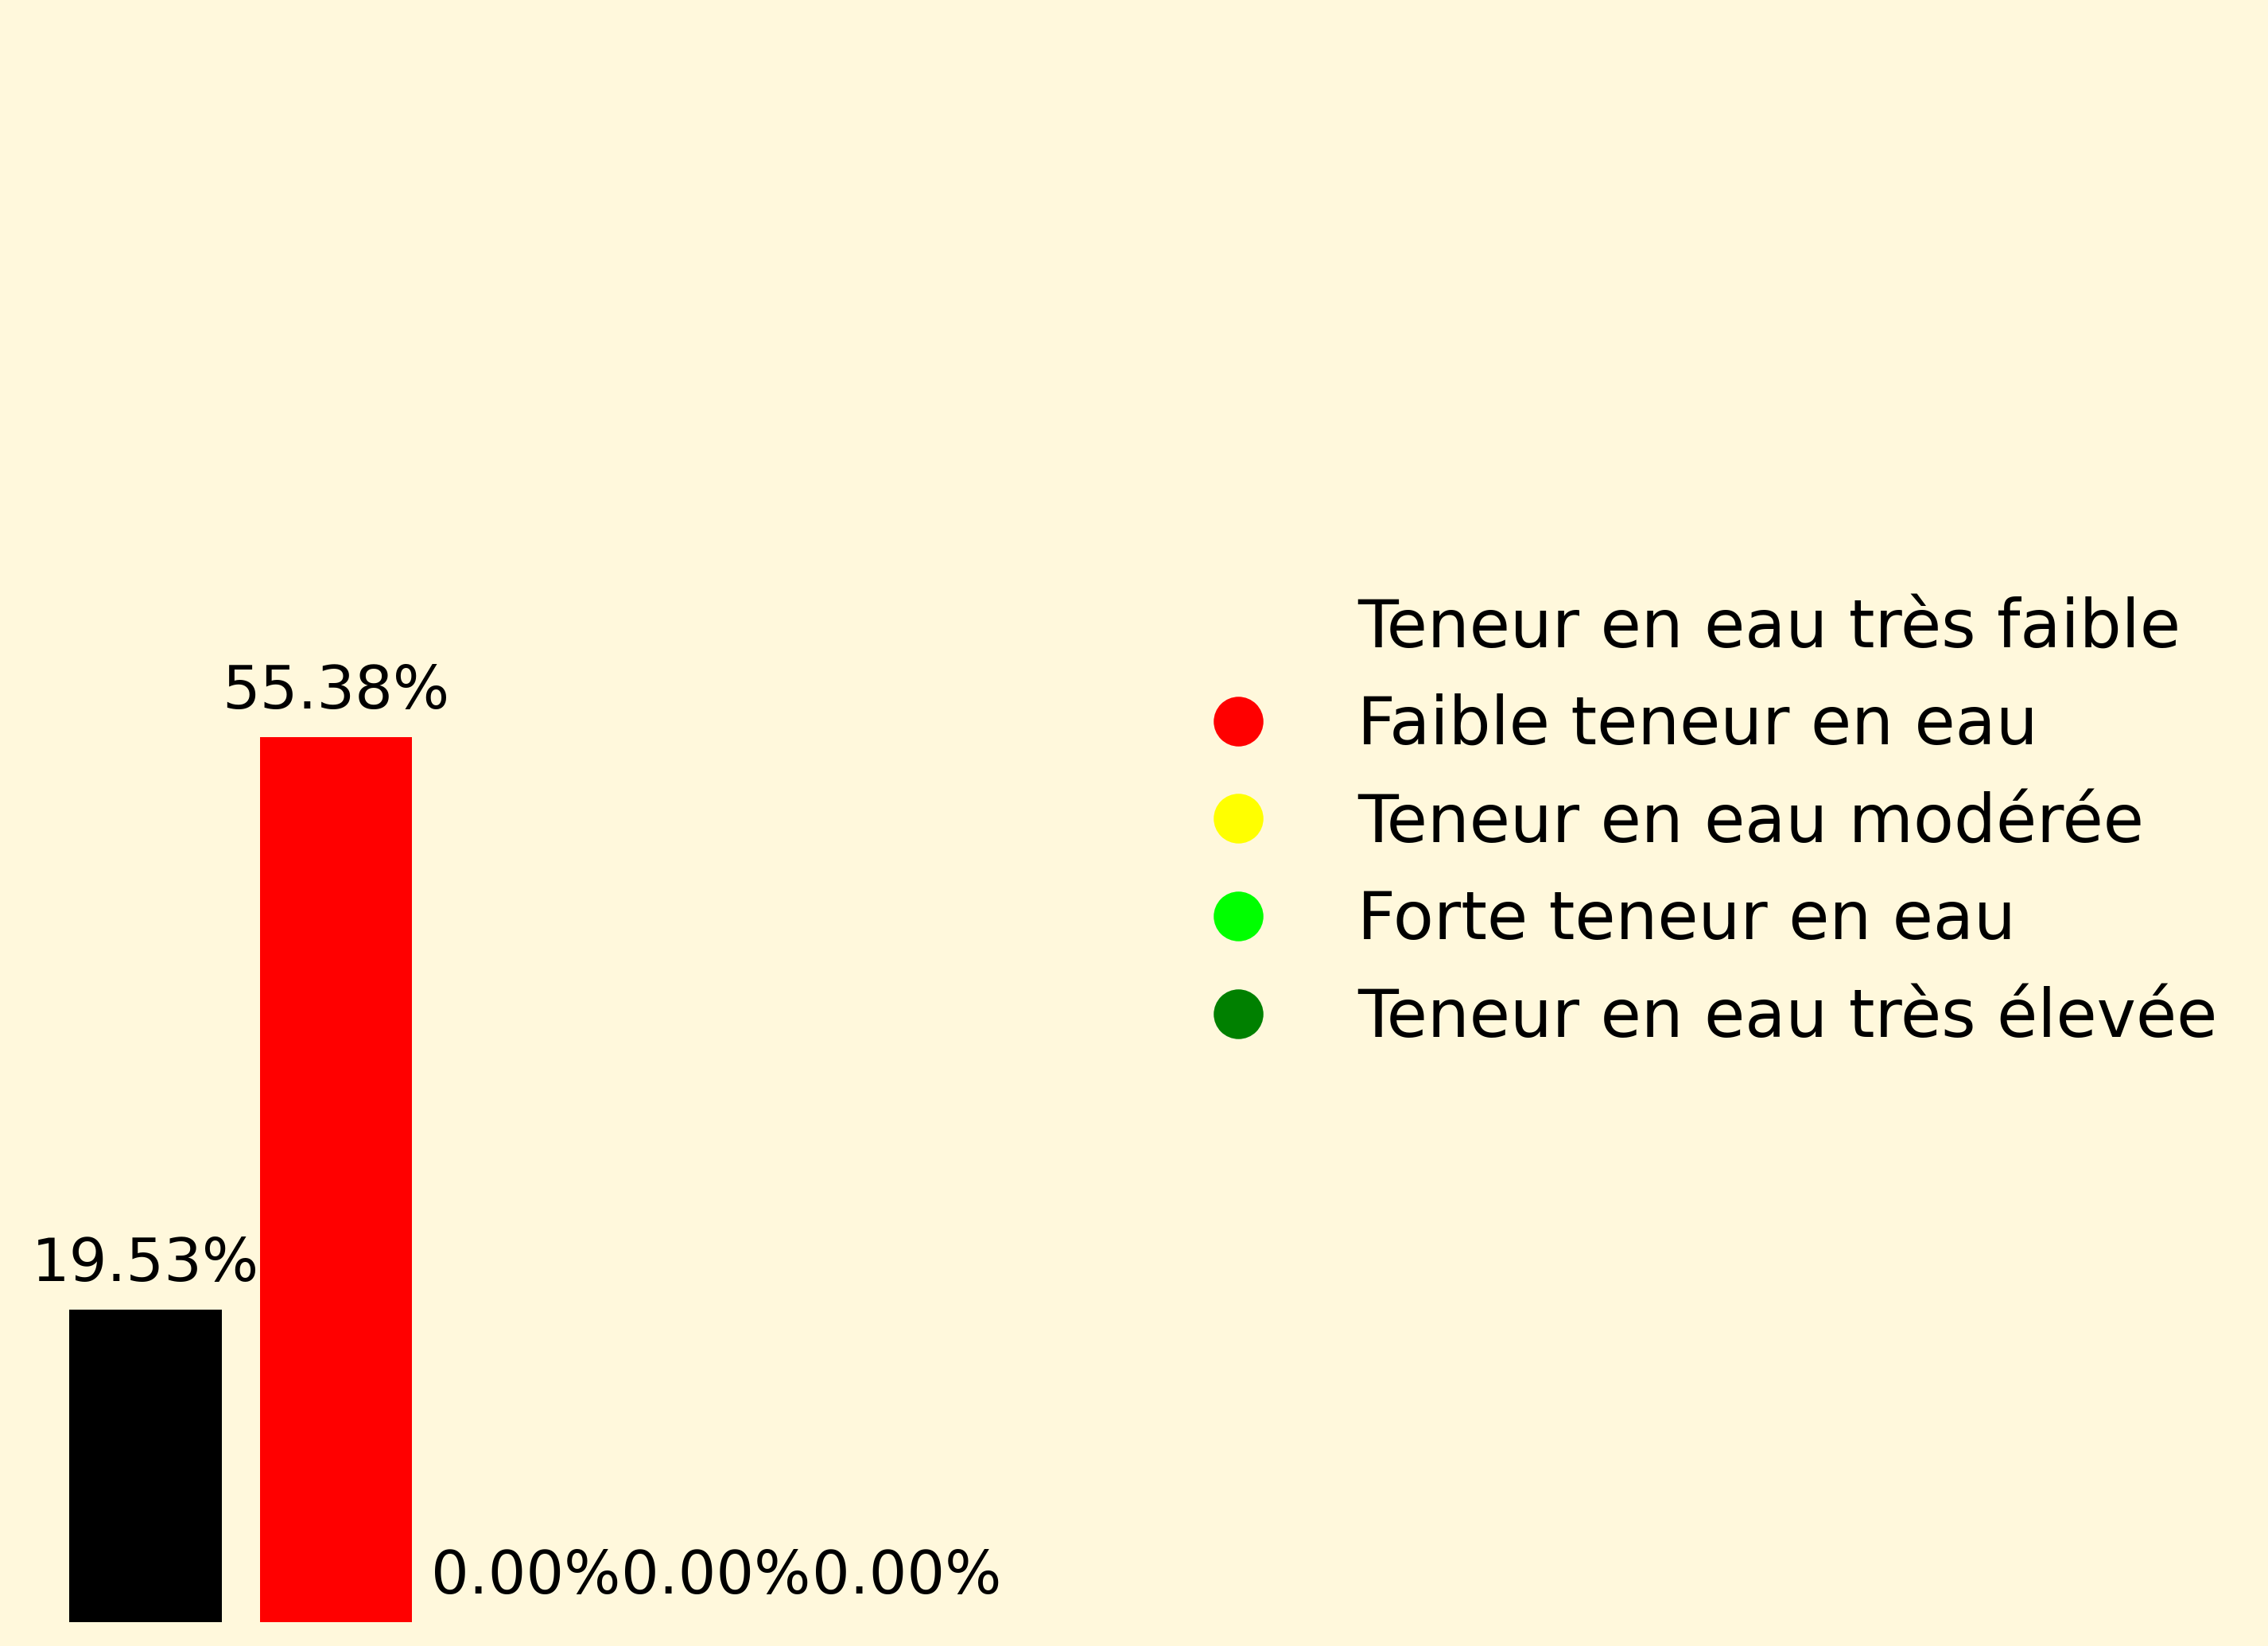 55.38%
19.53%
0.00%0.00%0.00%
Teneur en eau très faible
Faible teneur en eau
Teneur en eau modérée
Forte teneur en eau
Teneur en eau très élevée